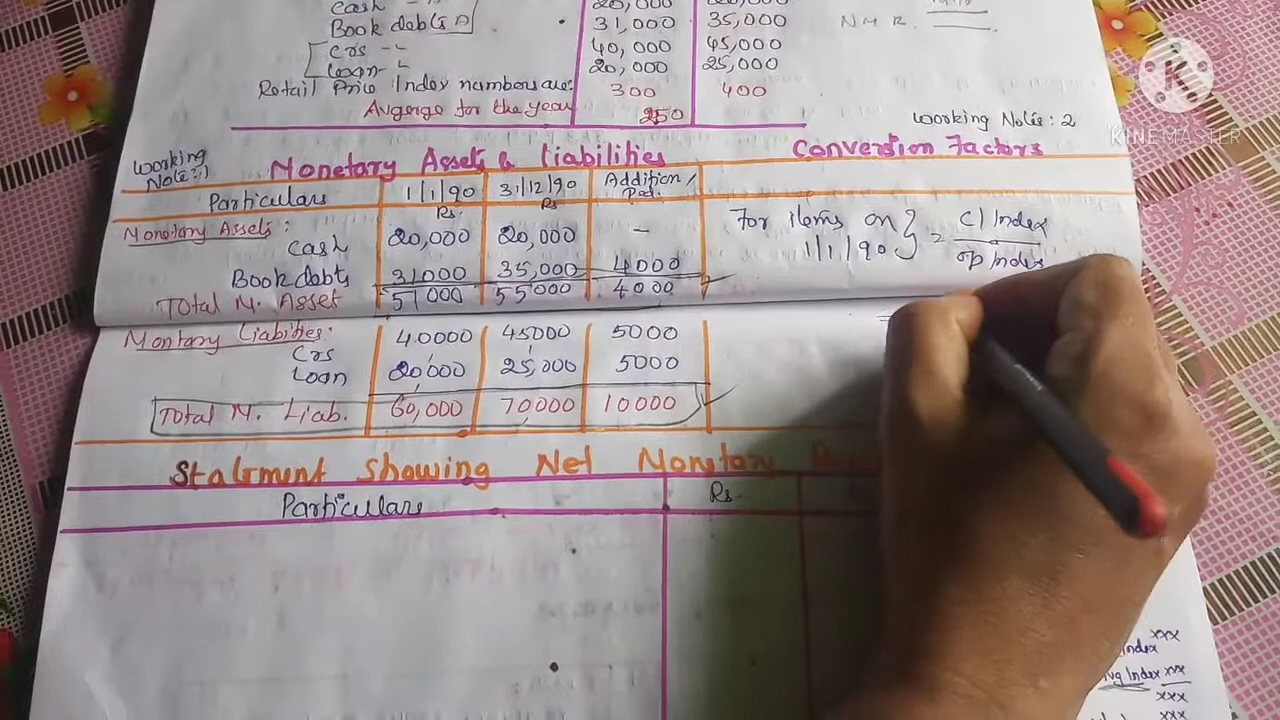 Cash
Book debts 31,000 35,000 N M R.
Crs 40,000 45,000
Loan 20,000 25,000
Retail Price Index numbers are: 300 400
Avgerge for the year 250
Working Note: 2
KINEMASTER
Working Note: 1 Monetary Assets & Liabilities Conversion Factors
Particulars 1/1/90 Rs. 31/12/90 Rs Addition/
Monetary Assets:
Cash 20,000 20,000 —
Book debts 31000 35,000 4000
Total M. Asset 51000 55000 4000
For items on 1/1/90 } = Cl Index / op Index
Montary Liabities:
Crs 40000 45000 5000
Loan 20000 25,000 5000
Total M. Liab. 60,000 70000 10000
Statement Showing Net Monetary
Particulars Rs.
xxx
Index
Index xxx
xxx
xxx